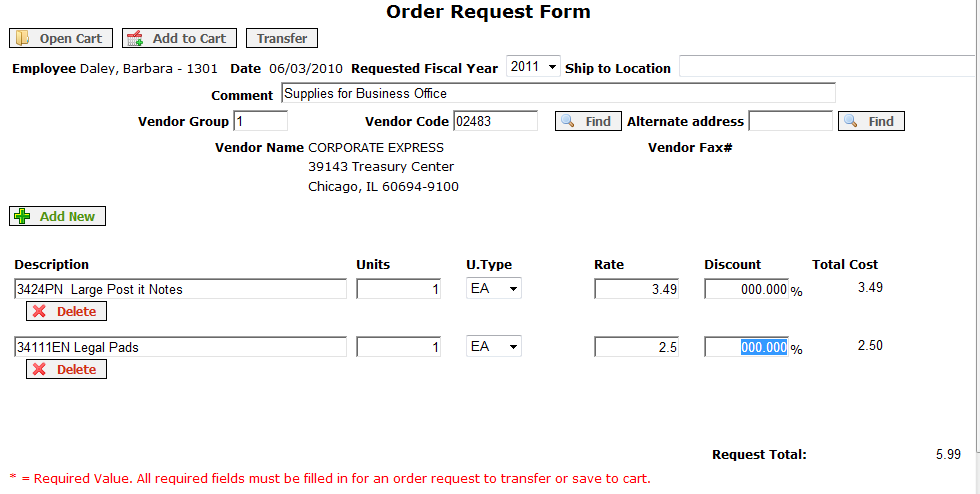 Order Request Form
Open Cart Add to Cart Transfer
Employee Daley, Barbara - 1301 Date 06/03/2010 Requested Fiscal Year 2011 Ship to Location
Comment Supplies for Business Office
Vendor Group 1 Vendor Code 02483 Find Alternate address Find
Vendor Name CORPORATE EXPRESS Vendor Fax#
39143 Treasury Center
Chicago, IL 60694-9100
Add New
Description Units U.Type Rate Discount Total Cost
3424PN Large Post it Notes 1 EA 3.49 000.000 % 3.49
Delete
34111EN Legal Pads 1 EA 2.5 000.000 % 2.50
Delete
Request Total: 5.99
* = Required Value. All required fields must be filled in for an order request to transfer or save to cart.